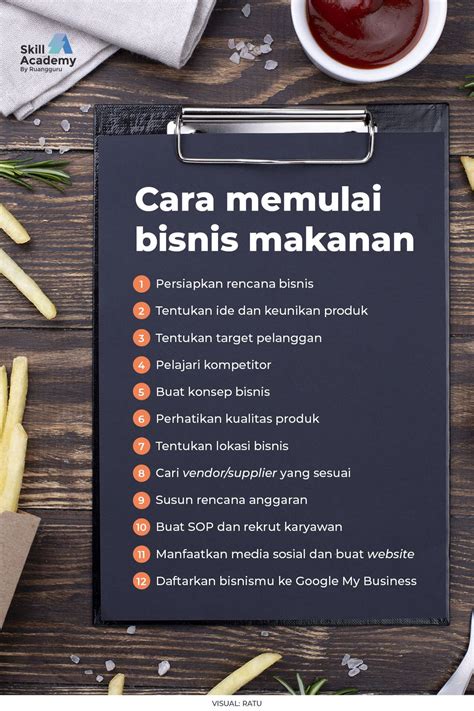 Skill
Academy
By Ruangguru
Cara memulai
bisnis makanan
1 Persiapkan rencana bisnis
2 Tentukan ide dan keunikan produk
3 Tentukan target pelanggan
4 Pelajari kompetitor
5 Buat konsep bisnis
6 Perhatikan kualitas produk
7 Tentukan lokasi bisnis
8 Cari vendor/supplier yang sesuai
9 Susun rencana anggaran
10 Buat SOP dan rekrut karyawan
11 Manfaatkan media sosial dan buat website
12 Daftarkan bisnismu ke Google My Business
VISUAL: RATU